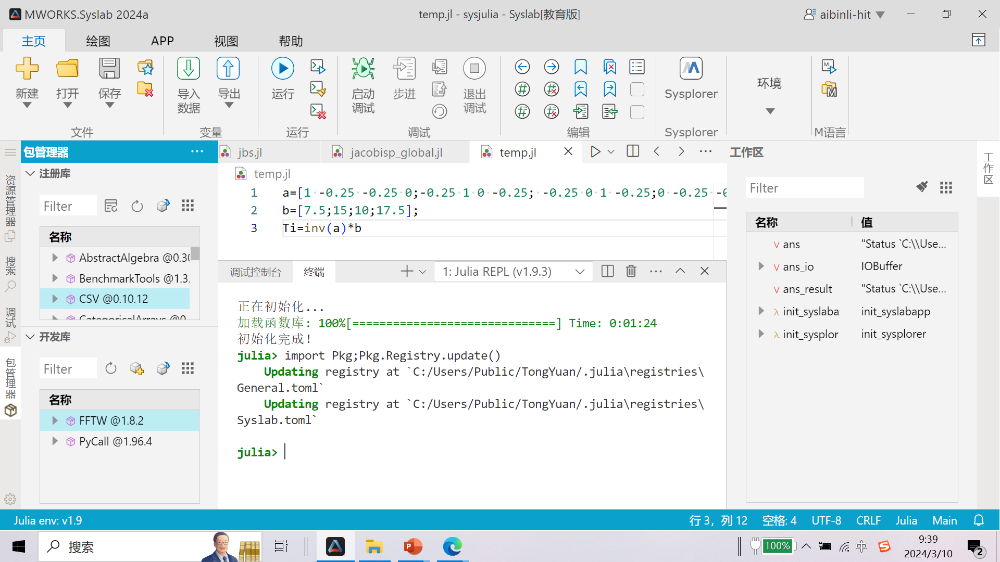 MWORKS.Syslab 2024a
temp.jl - sysjulia - Syslab[教育版]
aibinli-hit
主页
绘图
APP
视图
帮助
新建
打开
保存
导入
数据
导出
运行
启动
调试
步进
退出
调试
Sysplorer
环境
文件
变量
运行
调试
编辑
Sysplorer
M语言
资源管理器
搜索
调试
包管理器
包管理器
注册库
Filter
名称
AbstractAlgebra @0.30
BenchmarkTools @1.3.
CSV @0.10.12
CategoricalArrays @0
开发库
Filter
名称
FFTW @1.8.2
PyCall @1.96.4
jbs.jl
jacobisp_global.jl
temp.jl
temp.jl
1 a=[1 -0.25 -0.25 0;-0.25 1 0 -0.25; -0.25 0 1 -0.25;0 -0.25 -0
2 b=[7.5;15;10;17.5];
3 Ti=inv(a)*b
调试控制台
终端
1: Julia REPL (v1.9.3)
正在初始化...
加载函数库: 100%[==============================] Time: 0:01:24
初始化完成!
julia> import Pkg;Pkg.Registry.update()
Updating registry at `C:/Users/Public/TongYuan/.julia\registries\
General.toml`
Updating registry at `C:/Users/Public/TongYuan/.julia\registries\
Syslab.toml`
julia>
工作区
Filter
名称 值
ans "Status `C:\\Use...
ans_io IOBuffer
ans_result "Status `C:\\Use...
init_syslaba init_syslabapp
init_sysplor init_sysplorer
工作区
Julia env: v1.9
行 3，列 12
空格: 4
UTF-8
CRLF
Julia
Main
搜索
100%
中
9:39
2024/3/10
2